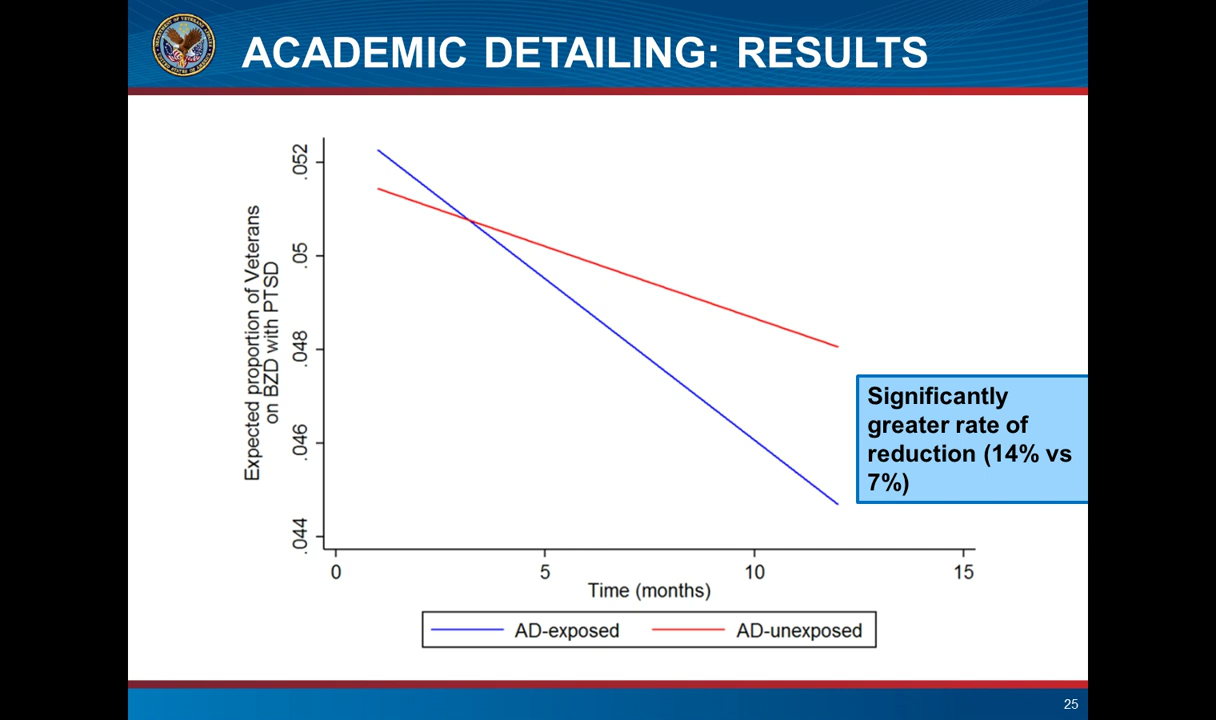 ACADEMIC DETAILING: RESULTS
Expected proportion of Veterans
on BZD with PTSD
.052
.05
.048
.046
.044
0
5
10
15
Time (months)
AD-exposed
AD-unexposed
Significantly
greater rate of
reduction (14% vs
7%)
25